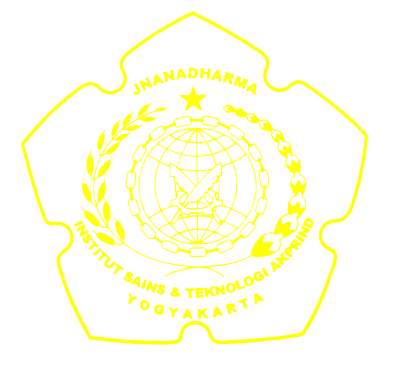 JNANADHARMA
INSTITUT SAINS & TEKNOLOGI AKPRIND
YOGYAKARTA